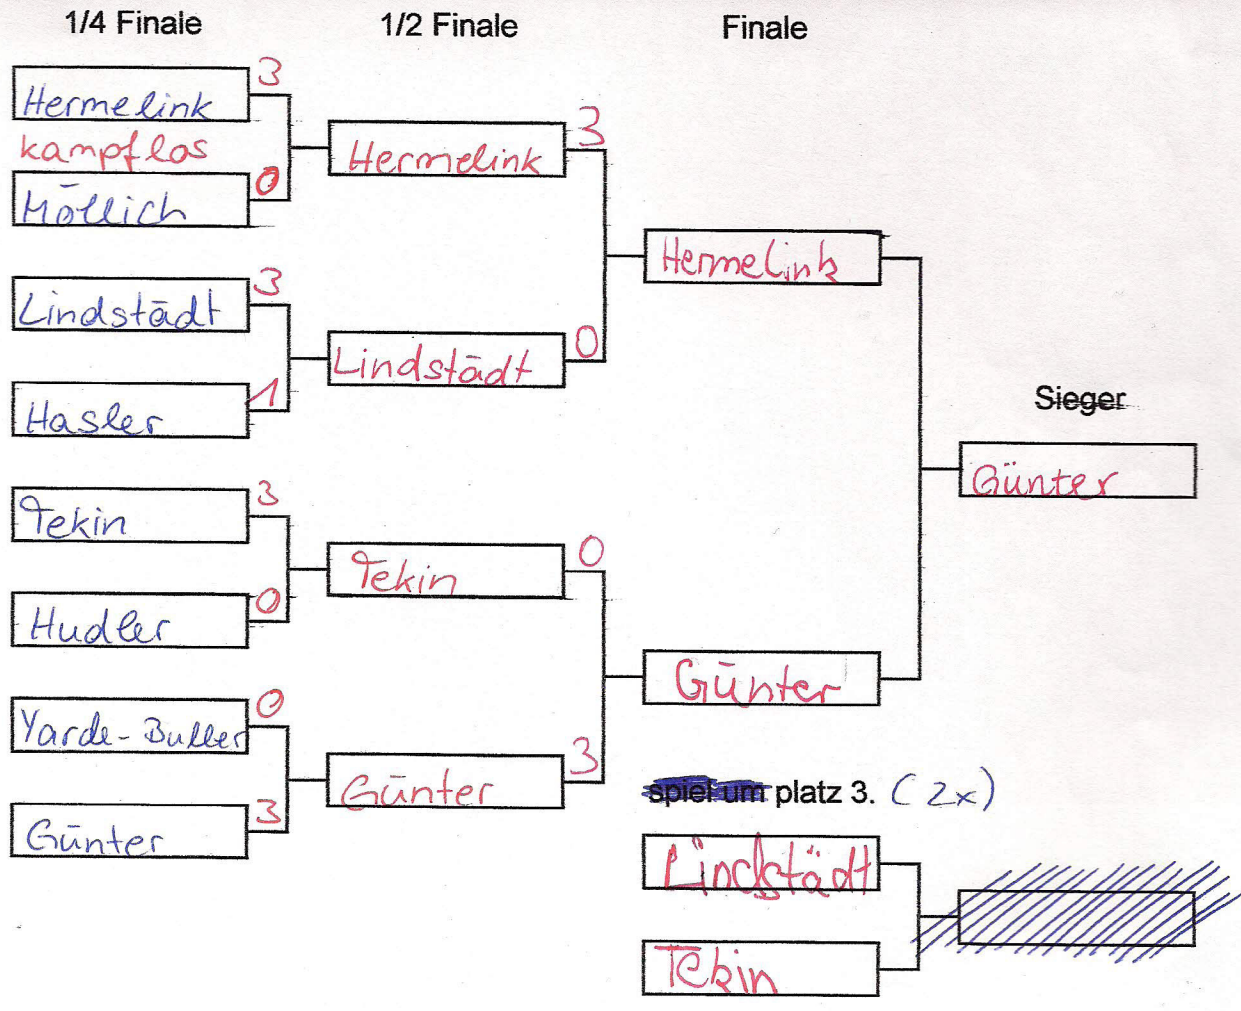 1/4 Finale 1/2 Finale Finale
3
Hermelink
kampflos
0
Möllich
3
Hermelink
3
Lindstädt
1
Hasler
0
Lindstädt
Hermelink
3
Tekin
0
Hudler
0
Tekin
0
Yarde-Buller
3
Günter
3
Günter
Günter
Sieger
Günter
spiel um platz 3. (2x)
Lindstädt
Tekin